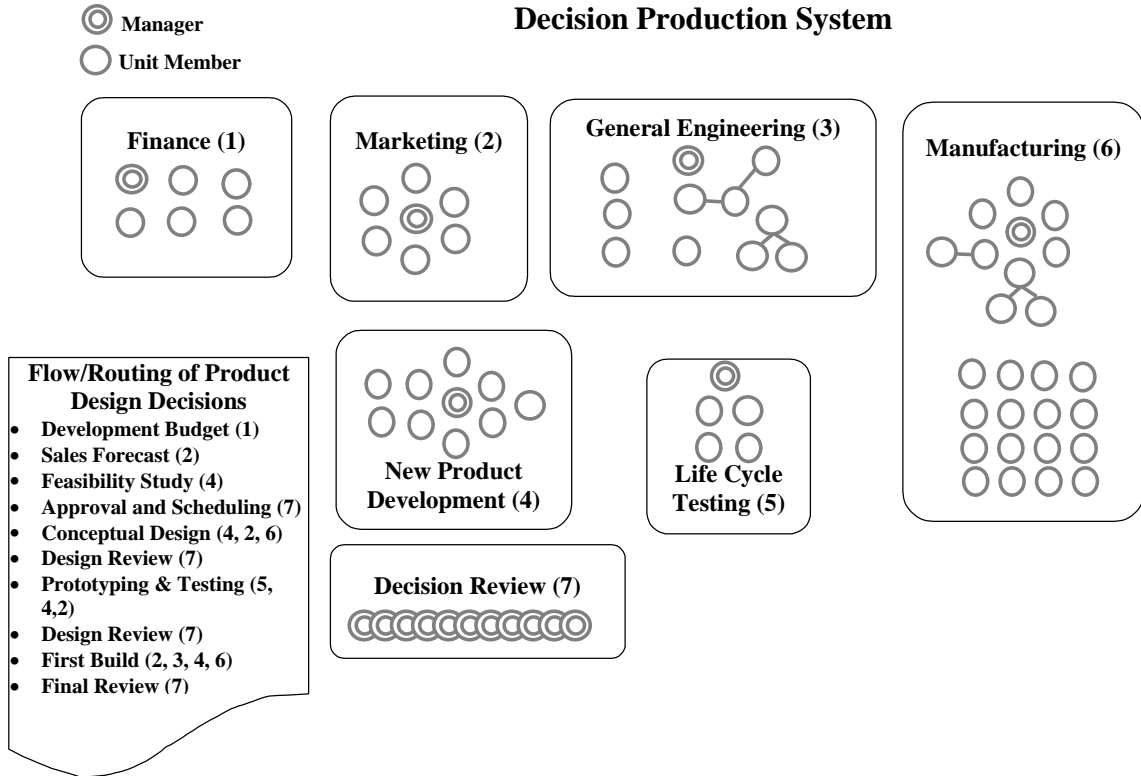 Decision Production System
Manager
Unit Member
Finance (1)
Marketing (2)
General Engineering (3)
Manufacturing (6)
Flow/Routing of Product
Design Decisions
• Development Budget (1)
• Sales Forecast (2)
• Feasibility Study (4)
• Approval and Scheduling (7)
• Conceptual Design (4, 2, 6)
• Design Review (7)
• Prototyping & Testing (5,
4,2)
• Design Review (7)
• First Build (2, 3, 4, 6)
• Final Review (7)
New Product
Development (4)
Life Cycle
Testing (5)
Decision Review (7)